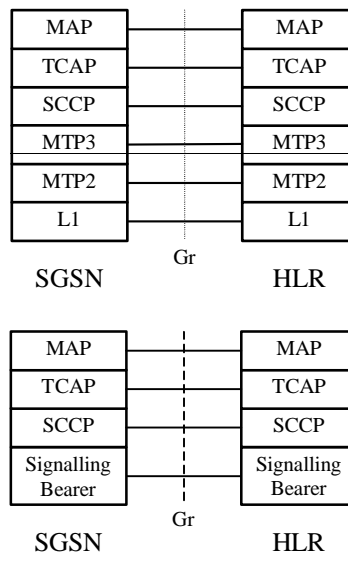 MAP MAP
TCAP TCAP
SCCP SCCP
MTP3 MTP3
MTP2 MTP2
L1 L1
Gr
SGSN HLR
MAP MAP
TCAP TCAP
SCCP SCCP
Signalling Signalling
Bearer Bearer
Gr
SGSN HLR